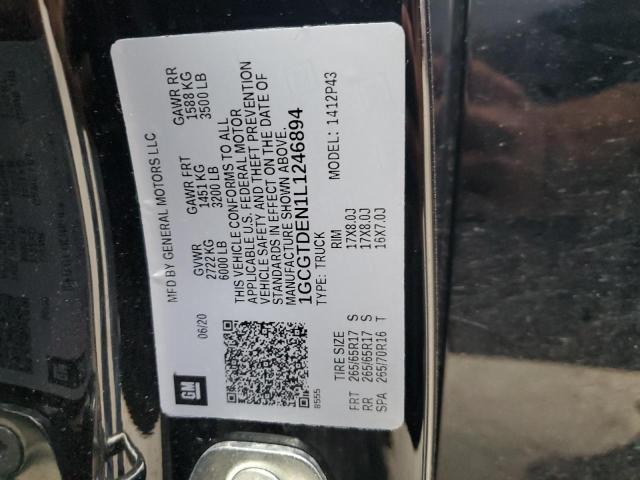 MFD BY GENERAL MOTORS LLC
06/20
GVWR
2722 KG
6000 LB
GAWR FRT
1451 KG
3200 LB
GAWR RR
1588 KG
3500 LB
THIS VEHICLE CONFORMS TO ALL
APPLICABLE U.S. FEDERAL MOTOR
VEHICLE SAFETY AND THEFT PREVENTION
STANDARDS IN EFFECT ON THE DATE OF
MANUFACTURE SHOWN ABOVE.
1GCGTDEN1L1246894
TYPE: TRUCK
MODEL: 1412P43
GM
8555
TIRE SIZE RIM
FRT 265/65R17 S 17X8.0J
RR 265/65R17 S 17X8.0J
SPA 265/70R16 T 16X7.0J